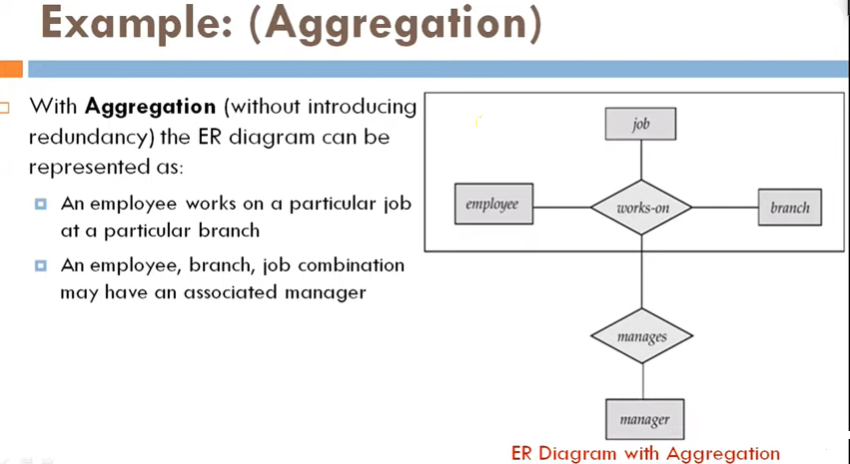 Example: (Aggregation)
With Aggregation (without introducing
redundancy) the ER diagram can be
represented as:
An employee works on a particular job
at a particular branch
An employee, branch, job combination
may have an associated manager
job
employee
works-on
branch
manages
manager
ER Diagram with Aggregation